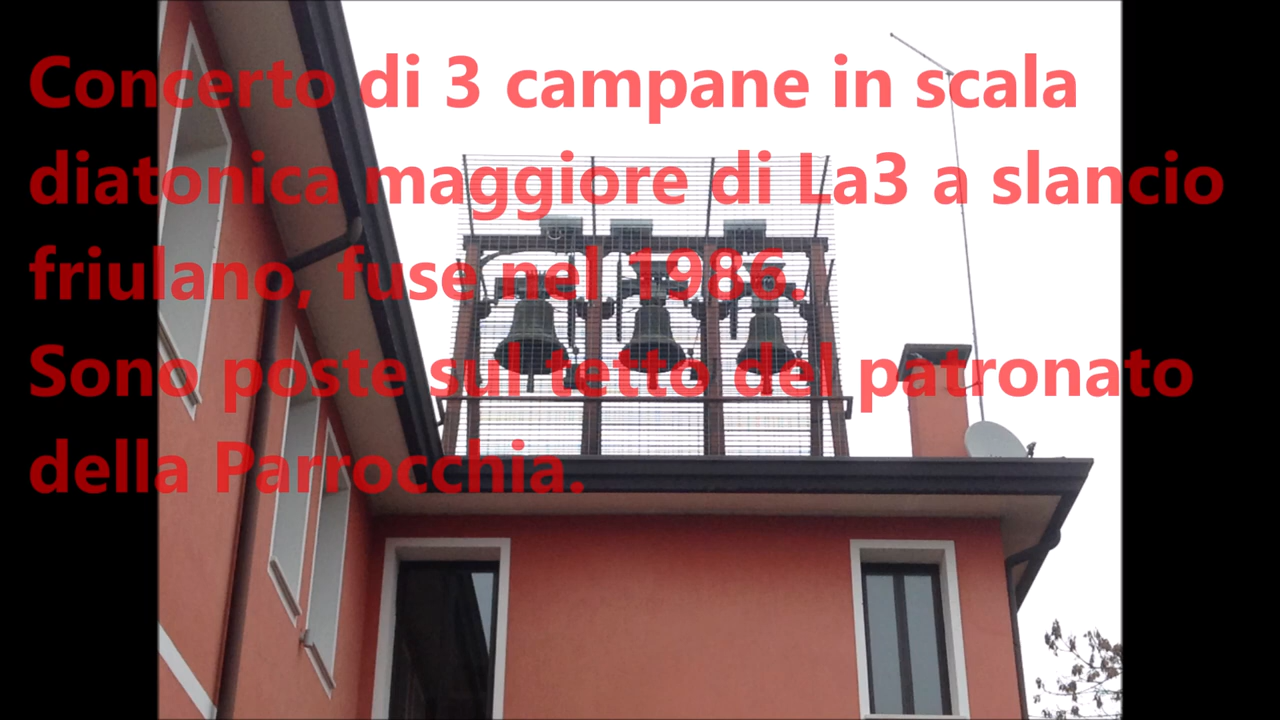 Concerto di 3 campane in scala
diatonica maggiore di La3 a slancio
friulano, fuse nel 1986.
Sono poste sul tetto del patronato
della Parrocchia.